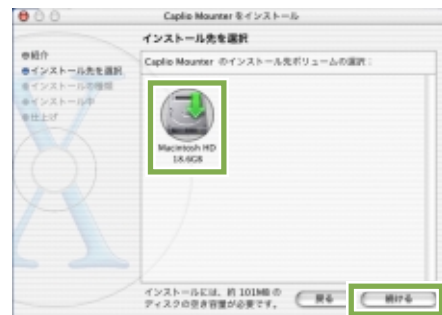 Caplio Mounter をインストール
インストール先を選択
紹介
インストール先を選択
インストールの種類
インストール中
仕上げ
Caplio Mounter のインストール先ボリュームの選択:
Macintosh HD
18.6GB
インストールには、約 101MB の
ディスクの空き容量が必要です。
戻る
続ける